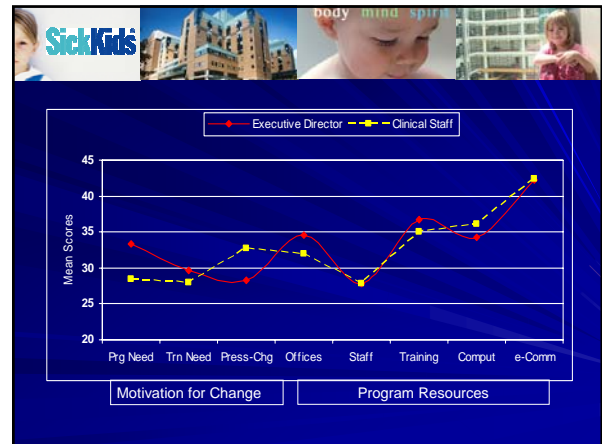 SickKids
body mind spirit
Executive Director Clinical Staff
45
40
35
30
25
20
Mean Scores
Prg Need Trn Need Press-Chg Offices Staff Training Comput e-Comm
Motivation for Change Program Resources